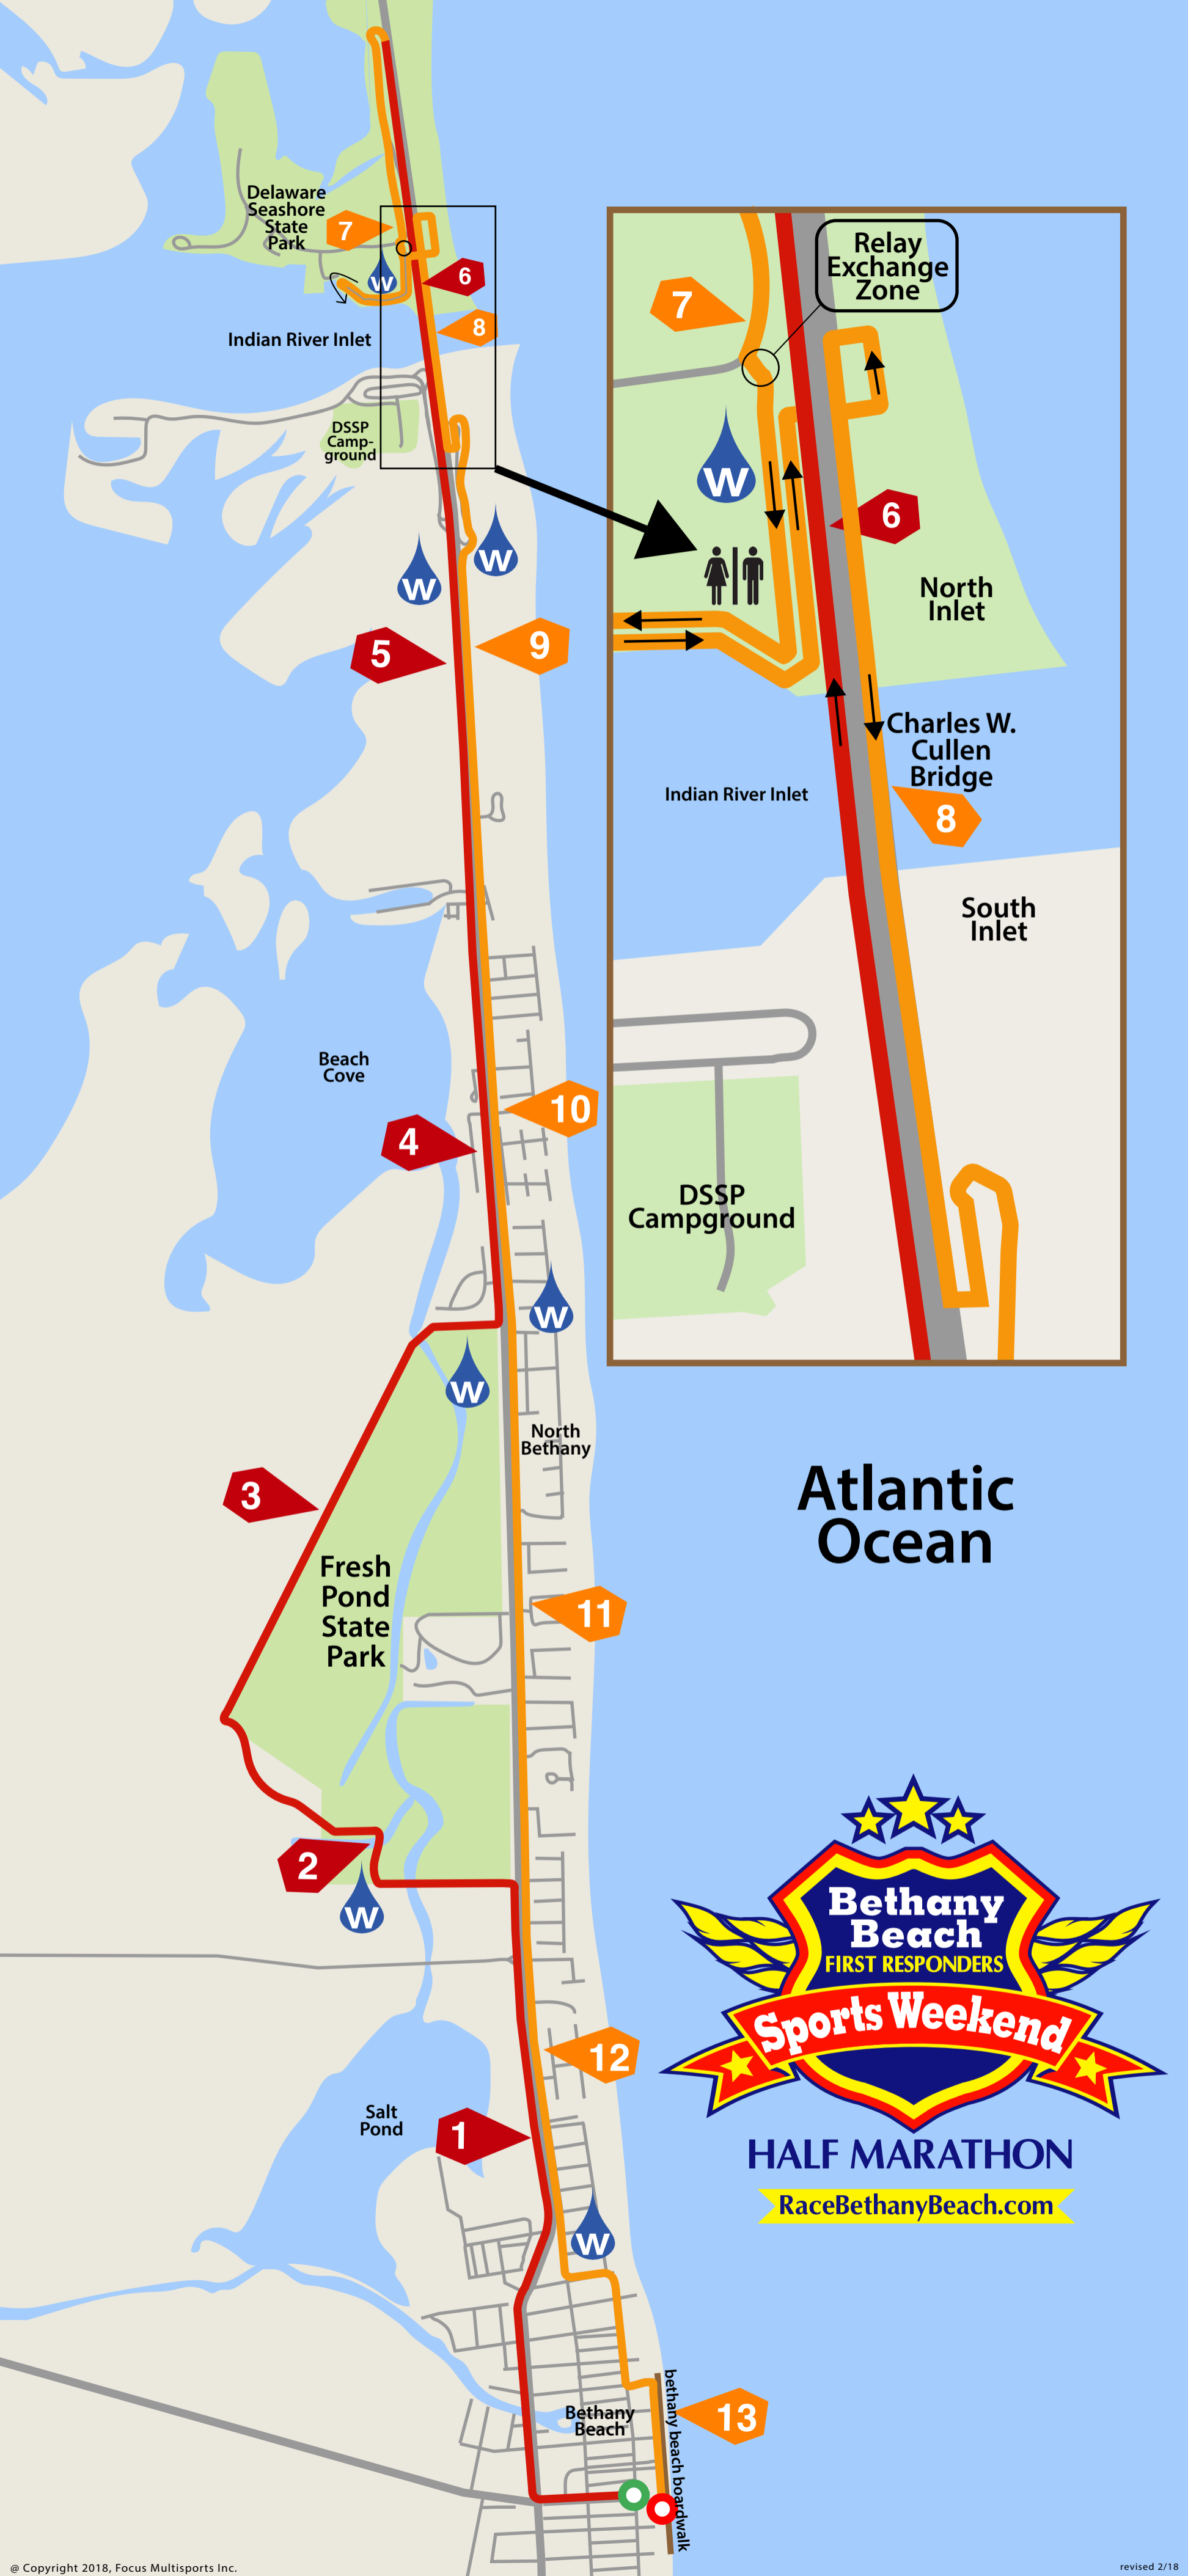 Delaware
Seashore
State
Park
7
W
6
8
Indian River Inlet
DSSP
Camp-
ground
W
W
5
9
Beach
Cove
4
10
W
W
North
Bethany
3
Fresh
Pond
State
Park
11
2
W
12
Salt
Pond
1
W
Bethany
Beach
bethany beach boardwalk
13
Relay
Exchange
Zone
7
W
6
North
Inlet
Charles W.
Cullen
Bridge
Indian River Inlet
8
South
Inlet
DSSP
Campground
Atlantic
Ocean
Bethany
Beach
FIRST RESPONDERS
Sports Weekend
HALF MARATHON
RaceBethanyBeach.com
@ Copyright 2018, Focus Multisports Inc.
revised 2/18